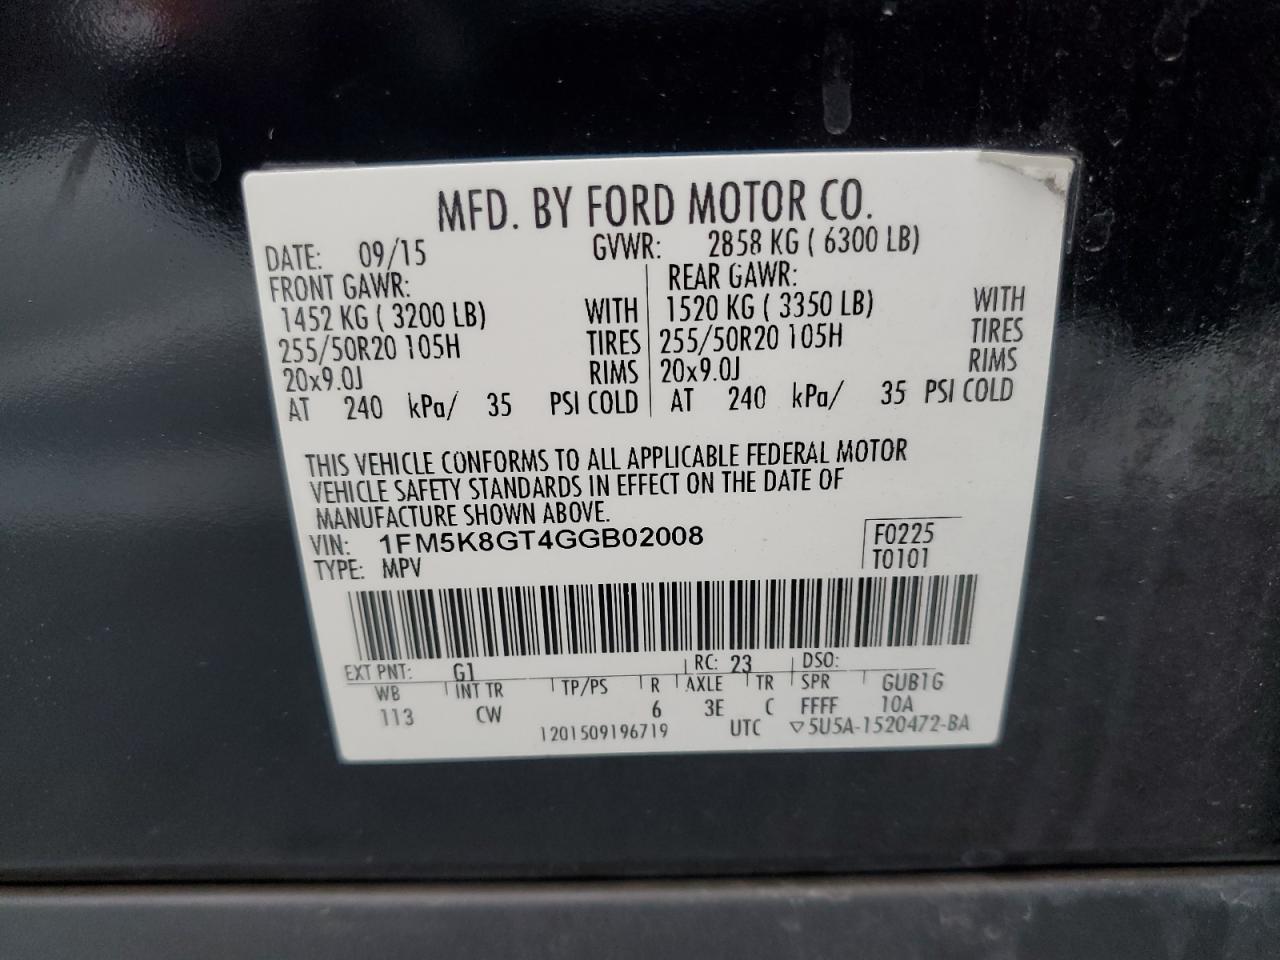 MFD. BY FORD MOTOR CO.
DATE: 09/15 GVWR: 2858 KG ( 6300 LB)
FRONT GAWR: REAR GAWR:
1452 KG ( 3200 LB) WITH 1520 KG ( 3350 LB) WITH
255/50R20 105H TIRES 255/50R20 105H TIRES
20x9.0J RIMS 20x9.0J RIMS
AT 240 kPa/ 35 PSI COLD AT 240 kPa/ 35 PSI COLD
THIS VEHICLE CONFORMS TO ALL APPLICABLE FEDERAL MOTOR
VEHICLE SAFETY STANDARDS IN EFFECT ON THE DATE OF
MANUFACTURE SHOWN ABOVE.
VIN: 1FM5K8GT4GGB02008 F0225
TYPE: MPV T0101
EXT PNT: G1 RC: 23 DSO:
WB INT TR TP/PS R AXLE TR SPR GUB1G
113 CW 6 3E C FFFF 10A
1201509196719 UTC ▽5U5A-1520472-BA